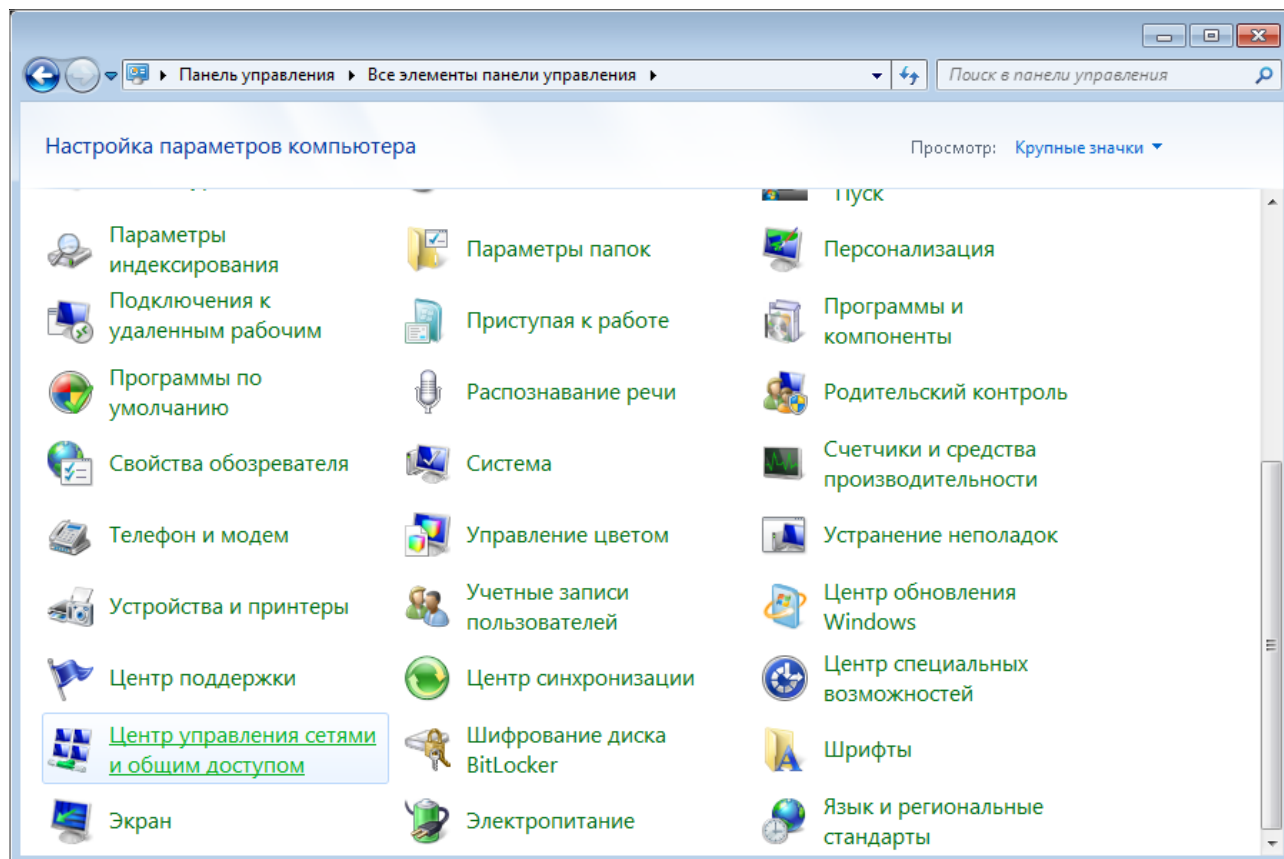 Панель управления ▸ Все элементы панели управления ▸
Поиск в панели управления
Настройка параметров компьютера
Просмотр: Крупные значки
Пуск
Параметры
индексирования
Параметры папок
Персонализация
Подключения к
удаленным рабочим
Приступая к работе
Программы и
компоненты
Программы по
умолчанию
Распознавание речи
Родительский контроль
Свойства обозревателя
Система
Счетчики и средства
производительности
Телефон и модем
Управление цветом
Устранение неполадок
Устройства и принтеры
Учетные записи
пользователей
Центр обновления
Windows
Центр поддержки
Центр синхронизации
Центр специальных
возможностей
Центр управления сетями
и общим доступом
Шифрование диска
BitLocker
Шрифты
Экран
Электропитание
Язык и региональные
стандарты